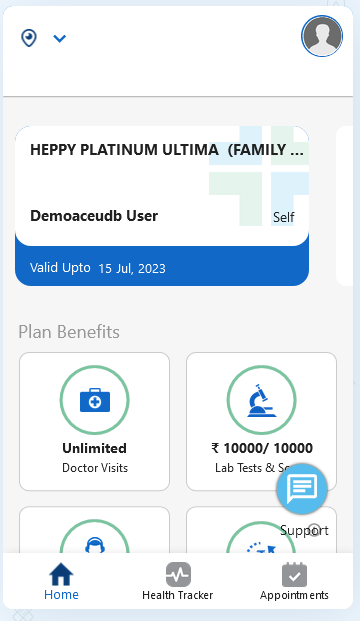 HEPPY PLATINUM ULTIMA (FAMILY ...
Demoaceudb User
Self
Valid Upto 15 Jul, 2023
Plan Benefits
Unlimited
Doctor Visits
₹ 10000/ 10000
Lab Tests &
Support
Home
Health Tracker
Appointments